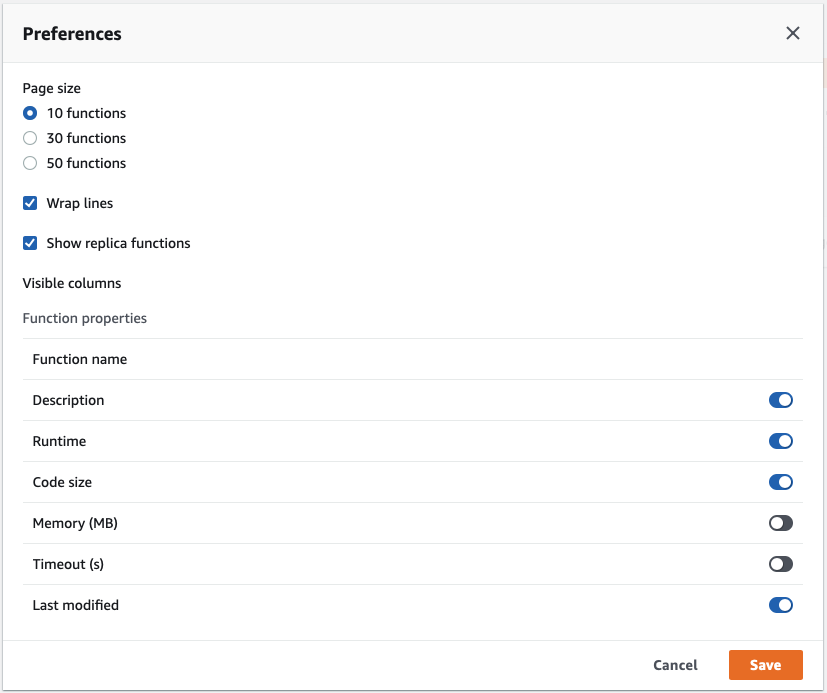 Preferences
Page size
10 functions
30 functions
50 functions
Wrap lines
Show replica functions
Visible columns
Function properties
Function name
Description
Runtime
Code size
Memory (MB)
Timeout (s)
Last modified
Cancel Save